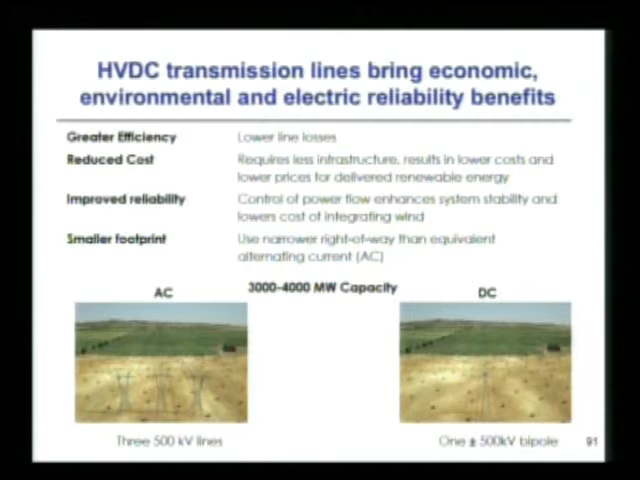 HVDC transmission lines bring economic,
environmental and electric reliability benefits
Greater Efficiency Lower line losses
Reduced Cost Requires less infrastructure, results in lower costs and
lower prices for delivered renewable energy
Improved reliability Control of power flow enhances system stability and
lowers cost of integrating wind
Smaller footprint Use narrower right-of-way than equivalent
alternating current (AC)
AC 3000-4000 MW Capacity DC
Three 500 kV lines One ± 500kV bipole 91